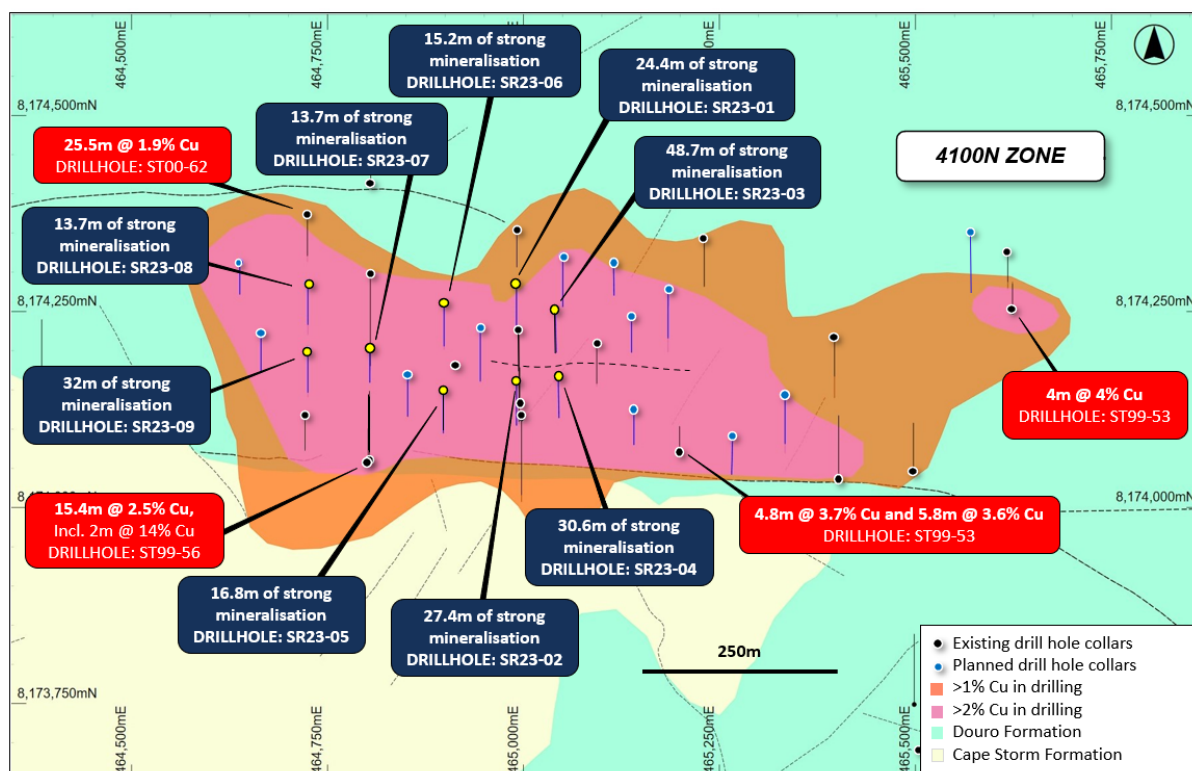 464,500mE
464,750mE
465,500mE
465,750mE
8,174,500mN
8,174,500mN
15.2m of strong
mineralisation
DRILLHOLE: SR23-06
24.4m of strong
mineralisation
DRILLHOLE: SR23-01
25.5m @ 1.9% Cu
DRILLHOLE: ST00-62
13.7m of strong
mineralisation
DRILLHOLE: SR23-07
48.7m of strong
mineralisation
DRILLHOLE: SR23-03
4100N ZONE
13.7m of strong
mineralisation
DRILLHOLE: SR23-08
8,174,250mN
8,174,250mN
32m of strong
mineralisation
DRILLHOLE: SR23-09
4m @ 4% Cu
DRILLHOLE: ST99-53
15.4m @ 2.5% Cu,
Incl. 2m @ 14% Cu
DRILLHOLE: ST99-56
8,174,000mN
4.8m @ 3.7% Cu and 5.8m @ 3.6% Cu
DRILLHOLE: ST99-53
30.6m of strong
mineralisation
DRILLHOLE: SR23-04
16.8m of strong
mineralisation
DRILLHOLE: SR23-05
27.4m of strong
mineralisation
DRILLHOLE: SR23-02
250m
8,173,750mN
464,500mE
464,750mE
465,000mE
465,250mE
465,500mE
Existing drill hole collars
Planned drill hole collars
>1% Cu in drilling
>2% Cu in drilling
Douro Formation
Cape Storm Formation